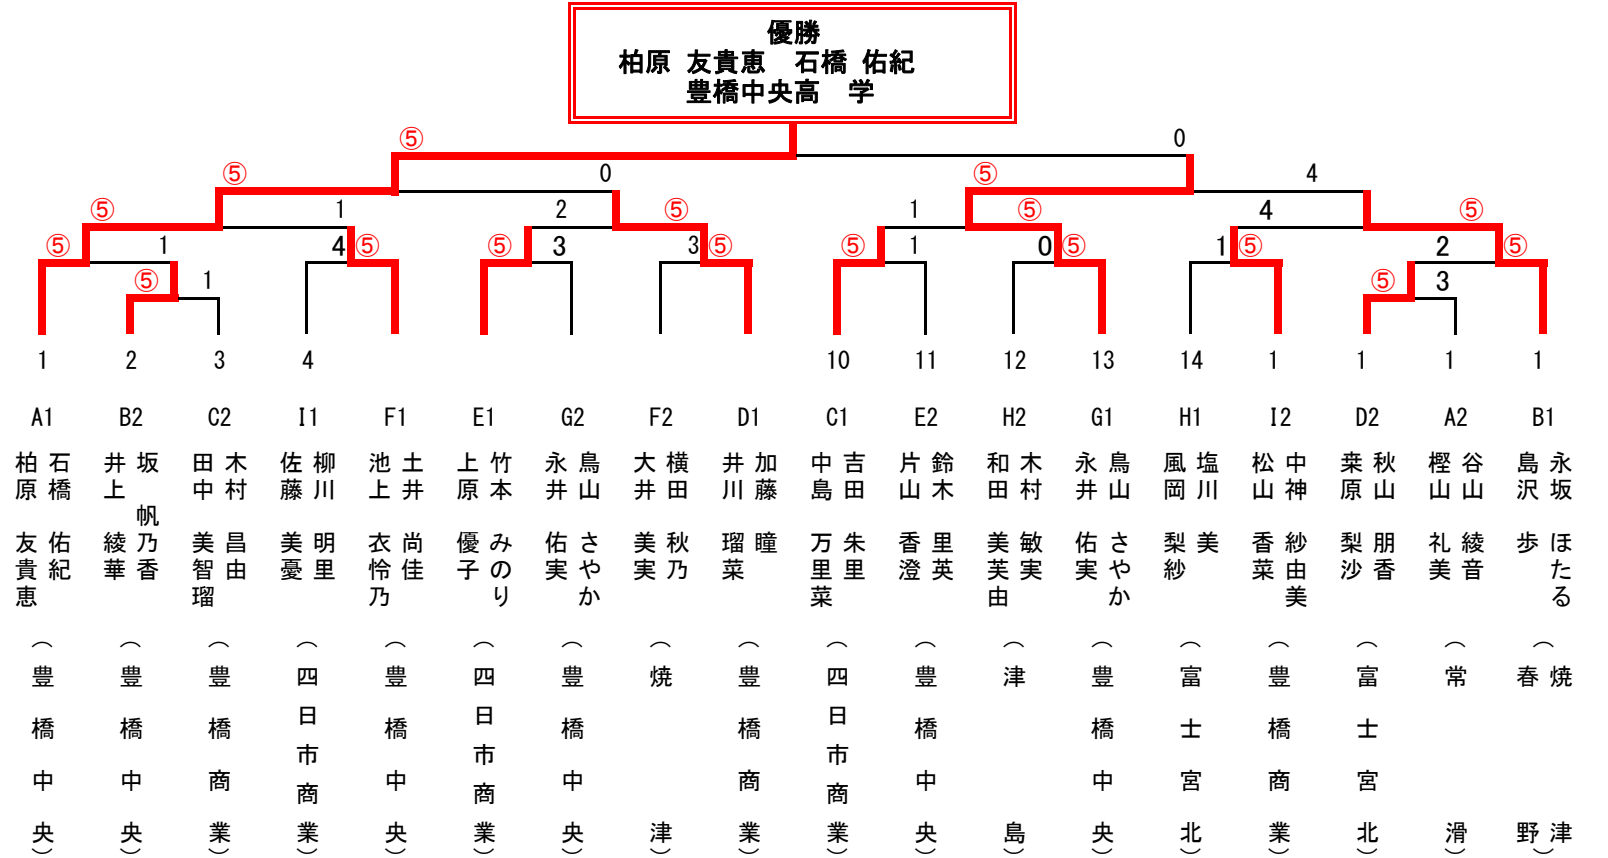 優勝
柏原 友貴恵 石橋 佑紀
豊橋中央高 学
⑤ 0
⑤ 0 ⑤ 4
⑤ 1 2 ⑤ 1 ⑤ 4 ⑤
⑤ 1 4 ⑤ ⑤ 3 3 ⑤ ⑤ 1 0 ⑤ 1 ⑤ 2 ⑤
⑤ 1 ⑤ 3
1 2 3 4 10 11 12 13 14 1 1 1 1
A1 B2 C2 I1 F1 E1 G2 F2 D1 C1 E2 H2 G1 H1 I2 D2 A2 B1
石橋 佑紀
柏原 友貴恵
(豊橋中央)
坂 帆乃香
井上 綾華
(豊橋中央)
木村 昌由
田中 美智瑠
(豊橋商業)
柳川 明里
佐藤 美憂
(四日市商業)
土井 尚佳
池上 衣怜乃
(豊橋中央)
竹本 みのり
上原 優子
(四日市商業)
鳥山 さやか
永井 佑実
(豊橋中央)
横田 秋乃
大井 美実
(焼津)
加藤 瞳
井川 瑠菜
(豊橋商業)
吉田 朱里
中島 万里菜
(四日市商業)
鈴木 里英
片山 香澄
(豊橋中央)
木村 敏実
和田 美芙由
(津島)
鳥山 さやか
永井 佑実
(豊橋中央)
塩川 美
風岡 梨紗
(富士宮北)
中神 紗由美
松山 香菜
(豊橋商業)
秋山 朋香
桒原 梨沙
(富士宮北)
谷山 綾音
樫山 礼美
(常滑)
永坂 ほたる
島沢 歩
(焼津
春野)